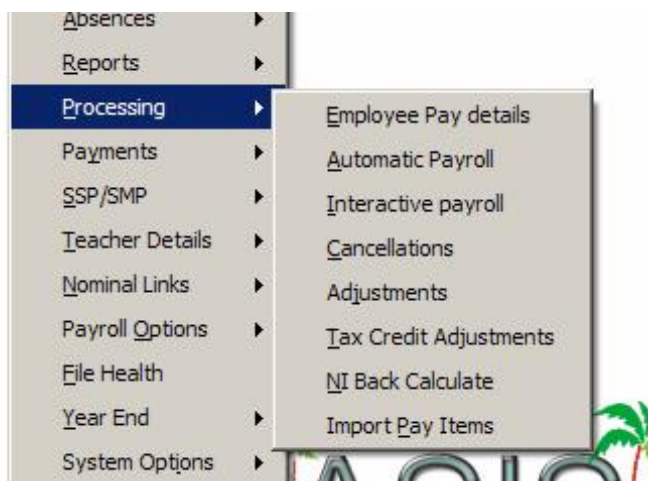 Absences
Reports
Processing
Payments
SSP/SMP
Teacher Details
Nominal Links
Payroll Options
File Health
Year End
System Options
Employee Pay details
Automatic Payroll
Interactive payroll
Cancellations
Adjustments
Tax Credit Adjustments
NI Back Calculate
Import Pay Items